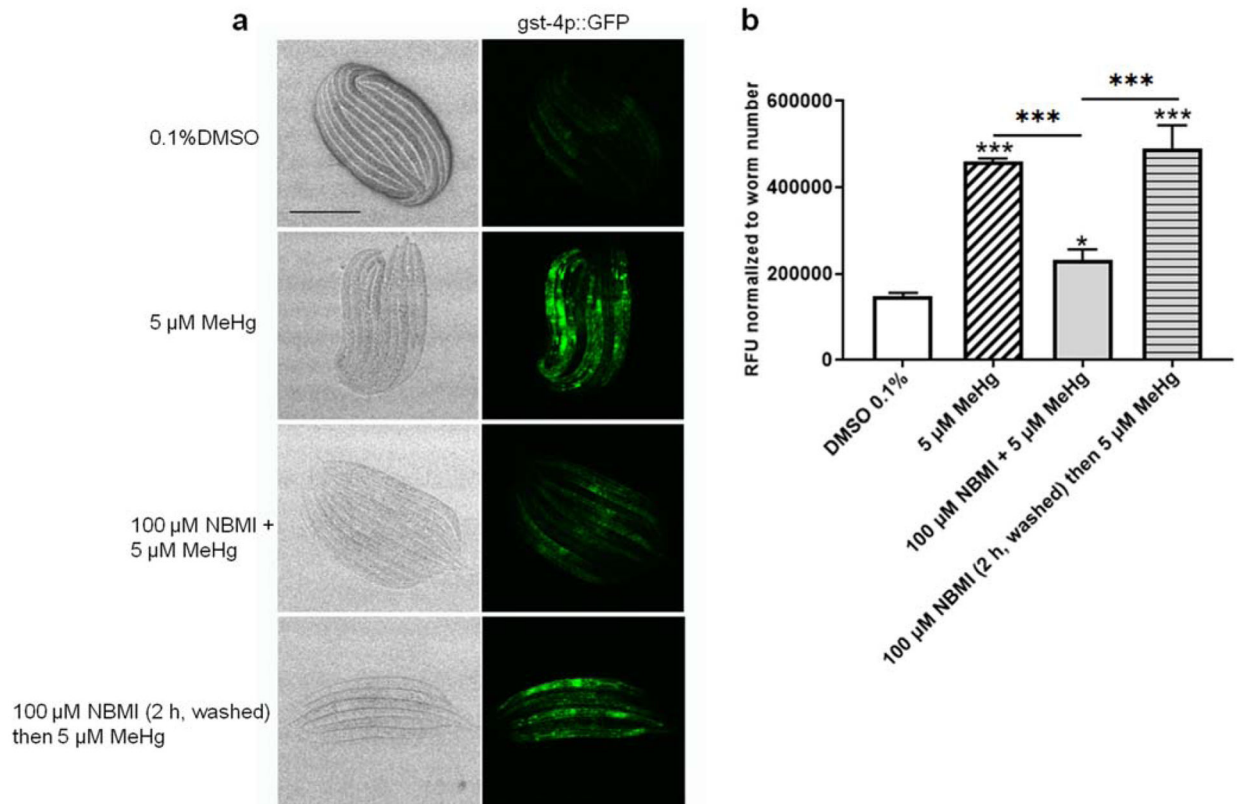 a
gst-4p::GFP
0.1%DMSO
5 µM MeHg
100 µM NBMI +
5 µM MeHg
100 µM NBMI (2 h, washed)
then 5 µM MeHg
b
RFU normalized to worm number
600000
400000
200000
0
***
***
***
*
***
DMSO 0.1%
5 µM MeHg
100 µM NBMI + 5 µM MeHg
100 µM NBMI (2 h, washed) then 5 µM MeHg